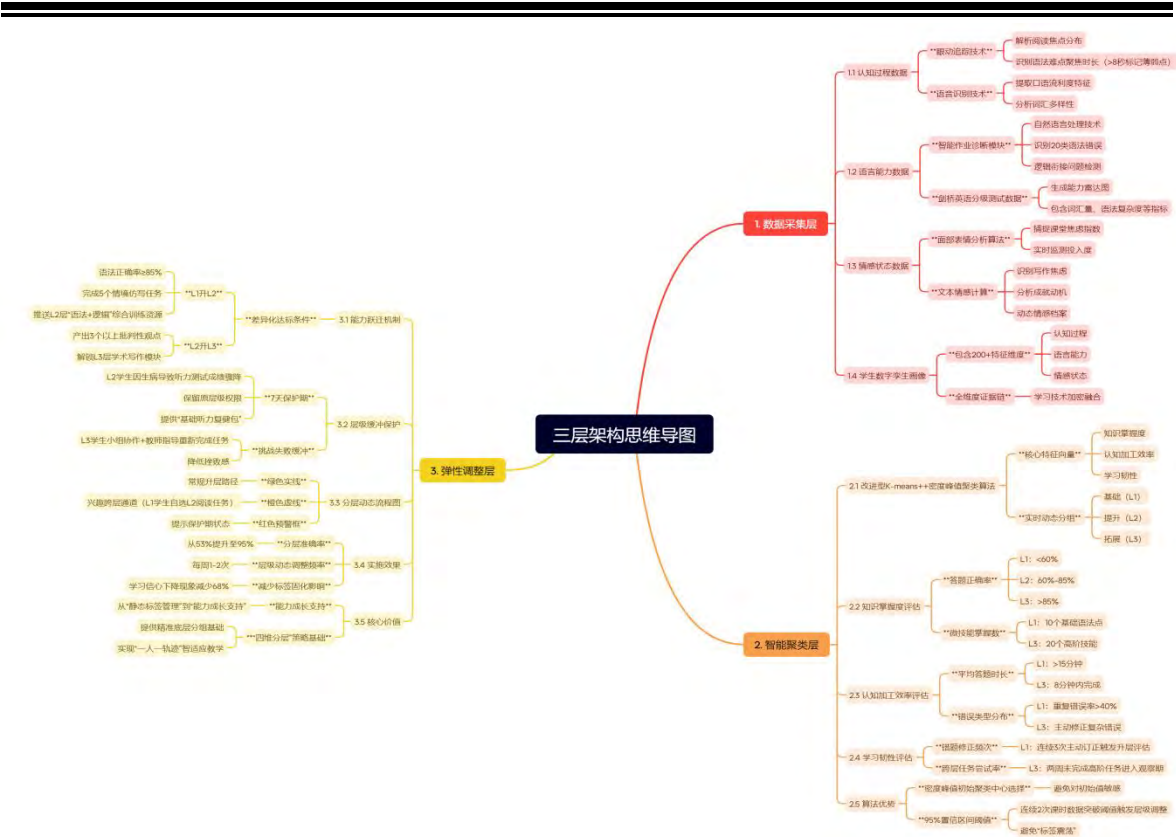 三层架构思维导图
1. 数据采集层
1.1 认知过程数据
**眼动追踪技术**
解析阅读焦点分布
识别语法难点聚焦时长（>8秒标记薄弱点）
**语音识别技术**
提取口语流利度特征
分析词汇多样性
1.2 语言能力数据
**智能作业诊断模块**
自然语言处理技术
识别20类语法错误
逻辑衔接问题检测
**剑桥英语分级测试数据**
生成能力雷达图
包含词汇量、语法复杂度等指标
1.3 情感状态数据
**面部表情分析算法**
捕捉课堂焦虑指数
实时监测投入度
**文本情感计算**
识别写作焦虑
分析成就动机
动态情感档案
1.4 学生数字孪生画像
**包含200+特征维度**
认知过程
语言能力
情感状态
**全维度证据链**
学习技术加密融合
2. 智能聚类层
2.1 改进型K-means++密度峰值聚类算法
**核心特征向量**
知识掌握度
认知加工效率
学习韧性
**实时动态分组**
基础（L1）
提升（L2）
拓展（L3）
2.2 知识掌握度评估
**答题正确率**
L1：<60%
L2：60%-85%
L3：>85%
**微技能掌握数**
L1：10个基础语法点
L3：20个高阶技能
2.3 认知加工效率评估
**平均答题时长**
L1：>15分钟
L3：8分钟内完成
**错误类型分布**
L1：重复错误率>40%
L3：主动修正复杂错误
2.4 学习韧性评估
**错题修正频次**
L1：连续3次主动订正触发升层评估
**跨层任务尝试率**
L3：两周未完成高阶任务进入观察期
2.5 算法优势
**密度峰值初始聚类中心选择**
避免对初始值敏感
**95%置信区间阈值**
连续2次课时数据突破阈值触发层级调整
避免“标签震荡”
3. 弹性调整层
3.1 能力跃迁机制
**差异化达标条件**
**L1升L2**
语法正确率≥85%
完成5个情境仿写任务
推送L2层“语法+逻辑”综合训练资源
**L2升L3**
产出3个以上批判性观点
解锁L3层学术写作模块
3.2 层级缓冲保护
**7天保护期**
L2学生因生病导致听力测试成绩骤降
保留原层级权限
提供“基础听力复健包”
**挑战失败缓冲**
L3学生小组协作+教师指导重新完成任务
降低挫败感
3.3 分层动态流程图
**绿色实线**
常规升层路径
**橙色虚线**
兴趣跨层通道（L1学生自选L2阅读任务）
**红色预警框**
提示保护期状态
3.4 实施效果
**分层准确率**
从53%提升至95%
**层级动态调整频率**
每周1-2次
**减少标签固化影响**
学习信心下降现象减少68%
3.5 核心价值
**能力成长支持**
从“静态标签管理”到“能力成长支持”
***四维分层”策略基础**
提供精准底层分组基础
实现“一人一轨迹”智适应教学